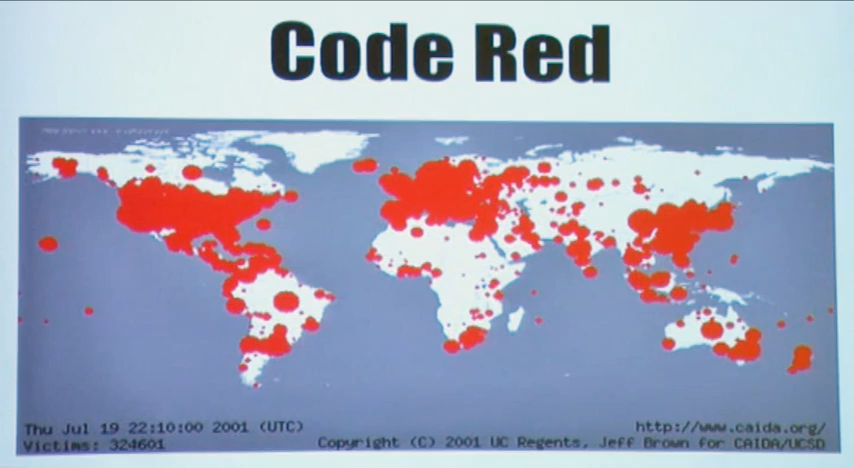 Code Red
Thu Jul 19 22:10:00 2001 (UTC)
http://www.caida.org/
Victims: 324601
Copyright (C) 2001 UC Regents, Jeff Brown for CAIDA/UCSD